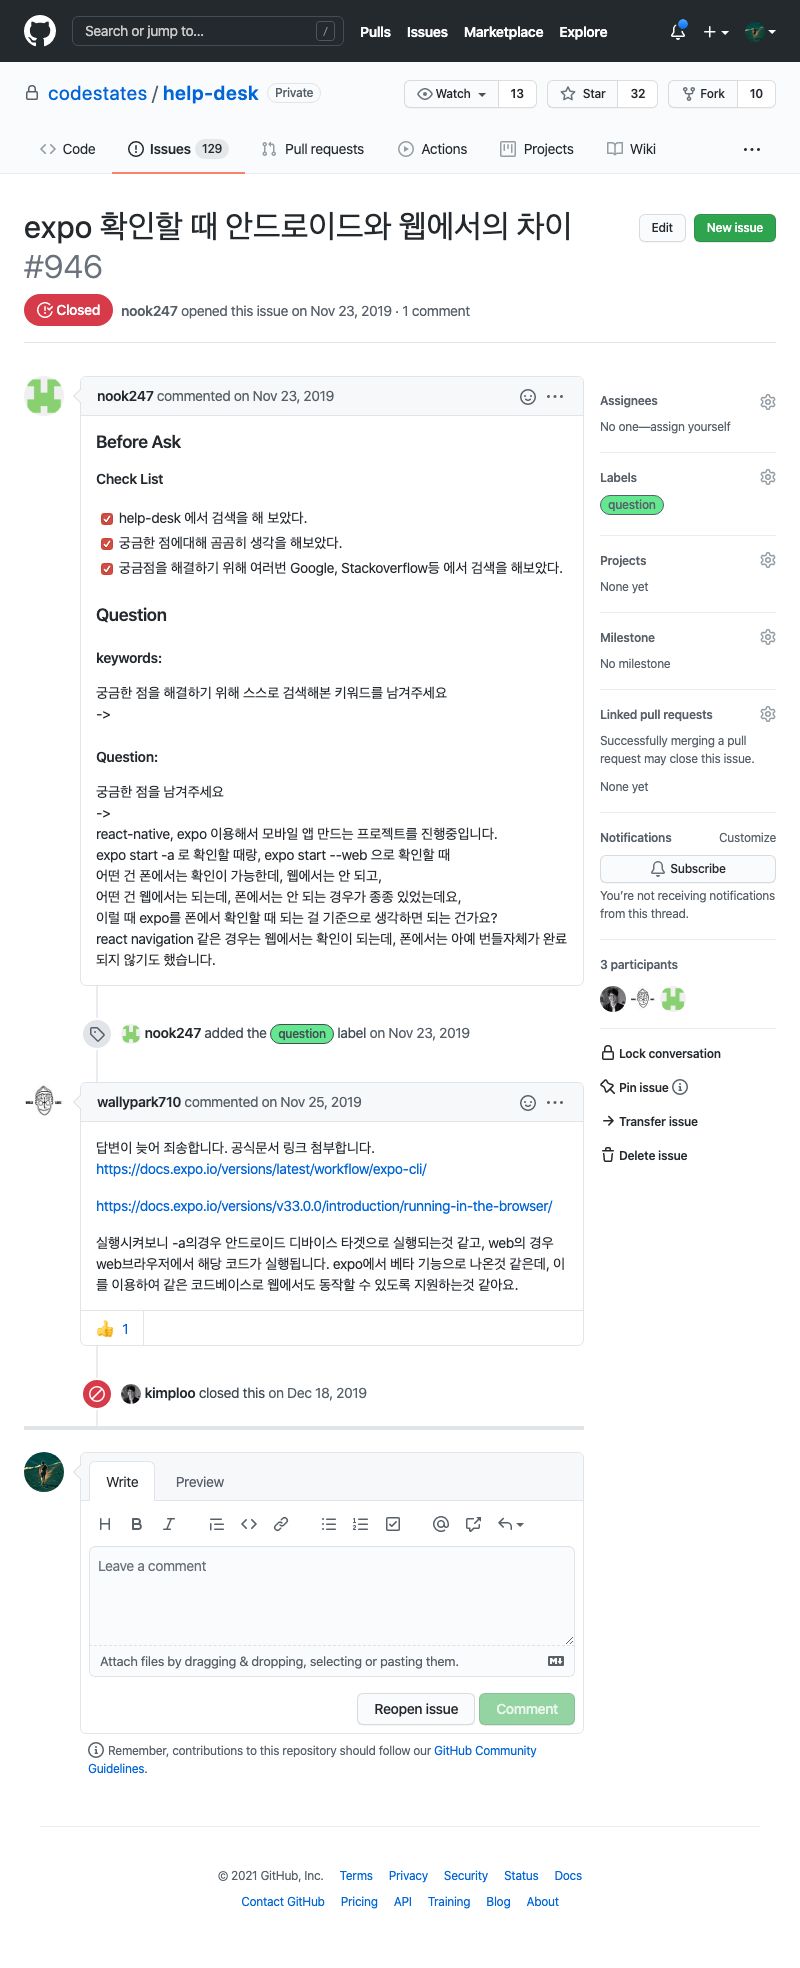 Search or jump to... /
Pulls Issues Marketplace Explore
codestates / help-desk Private
Watch 13 Star 32 Fork 10
Code Issues 129 Pull requests Actions Projects Wiki ...
expo 확인할 때 안드로이드와 웹에서의 차이
#946
Edit New issue
Closed nook247 opened this issue on Nov 23, 2019 · 1 comment
nook247 commented on Nov 23, 2019
Before Ask
Check List
help-desk 에서 검색을 해 보았다.
궁금한 점에대해 곰곰히 생각을 해보았다.
궁금점을 해결하기 위해 여러번 Google, Stackoverflow등 에서 검색을 해보았다.
Question
keywords:
궁금한 점을 해결하기 위해 스스로 검색해본 키워드를 남겨주세요
->
Question:
궁금한 점을 남겨주세요
->
react-native, expo 이용해서 모바일 앱 만드는 프로젝트를 진행중입니다.
expo start -a 로 확인할 때랑, expo start --web 으로 확인할 때
어떤 건 폰에서는 확인이 가능한데, 웹에서는 안 되고,
어떤 건 웹에서는 되는데, 폰에서는 안 되는 경우가 종종 있었는데요,
이럴 때 expo를 폰에서 확인할 때 되는 걸 기준으로 생각하면 되는 건가요?
react navigation 같은 경우는 웹에서는 확인이 되는데, 폰에서는 아예 번들자체가 완료
되지 않기도 했습니다.
nook247 added the question label on Nov 23, 2019
wallypark710 commented on Nov 25, 2019
답변이 늦어 죄송합니다. 공식문서 링크 첨부합니다.
https://docs.expo.io/versions/latest/workflow/expo-cli/
https://docs.expo.io/versions/v33.0.0/introduction/running-in-the-browser/
실행시켜보니 -a의경우 안드로이드 디바이스 타겟으로 실행되는것 같고, web의 경우
web브라우저에서 해당 코드가 실행됩니다. expo에서 베타 기능으로 나온것 같은데, 이
를 이용하여 같은 코드베이스로 웹에서도 동작할 수 있도록 지원하는것 같아요.
1
kimploo closed this on Dec 18, 2019
Assignees
No one—assign yourself
Labels
question
Projects
None yet
Milestone
No milestone
Linked pull requests
Successfully merging a pull
request may close this issue.
None yet
Notifications Customize
Subscribe
You're not receiving notifications
from this thread.
3 participants
Lock conversation
Pin issue
Transfer issue
Delete issue
Write Preview
H B I @
Leave a comment
Attach files by dragging & dropping, selecting or pasting them.
Reopen issue Comment
Remember, contributions to this repository should follow our GitHub Community
Guidelines.
© 2021 GitHub, Inc. Terms Privacy Security Status Docs
Contact GitHub Pricing API Training Blog About